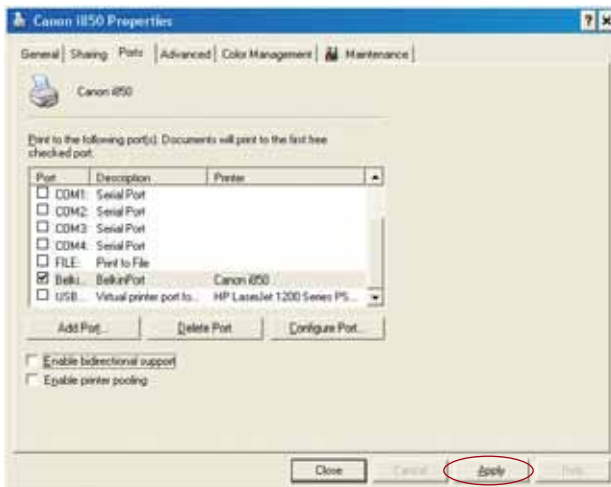 Canon i850 Properties
General Sharing Ports Advanced Color Management Maintenance
Canon i850
Print to the following port(s). Documents will print to the first free
checked port.
Port Description Printer
COM1: Serial Port
COM2: Serial Port
COM3: Serial Port
COM4: Serial Port
FILE: Print to File
Belki... BelkinPort Canon i850
USB... Virtual printer port fo... HP LaserJet 1200 Series PS...
Add Port... Delete Port Configure Port...
Enable bidirectional support
Enable printer pooling
Close Cancel Apply Help